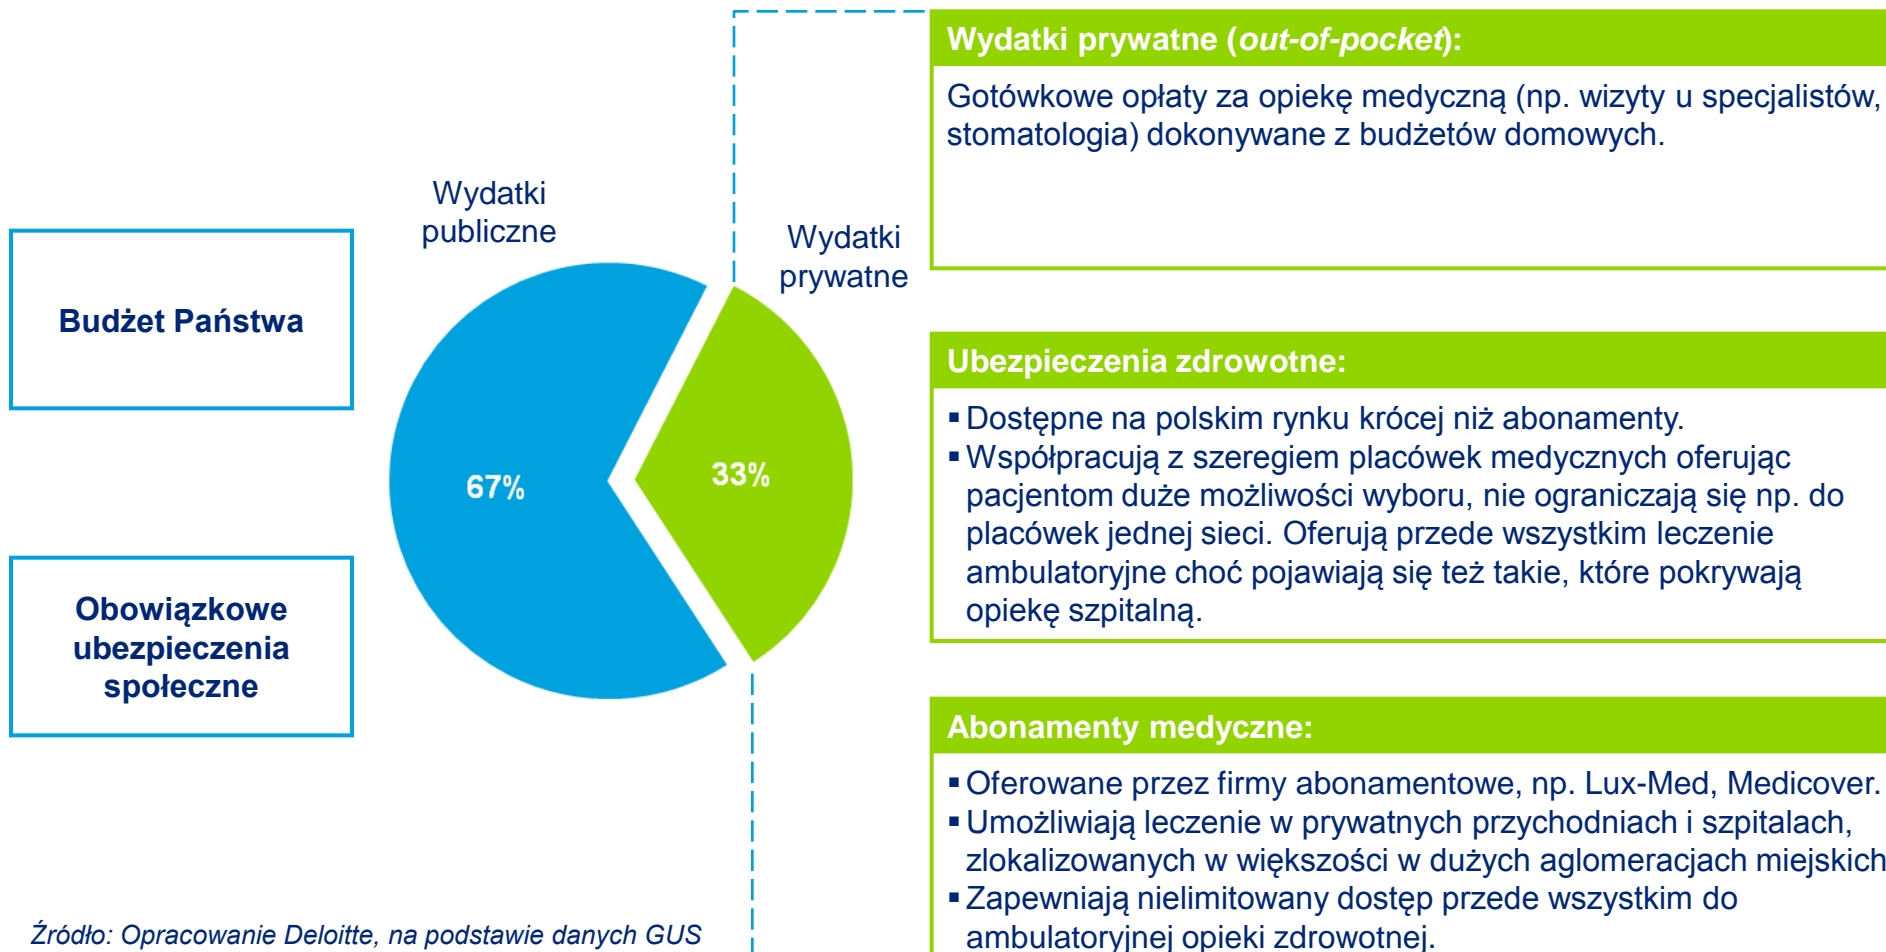 Wydatki
publiczne
Wydatki
prywatne
Budżet Państwa
Obowiązkowe
ubezpieczenia
społeczne
67%
33%
Źródło: Opracowanie Deloitte, na podstawie danych GUS
Wydatki prywatne (out-of-pocket):
Gotówkowe opłaty za opiekę medyczną (np. wizyty u specjalistów,
stomatologia) dokonywane z budżetów domowych.
Ubezpieczenia zdrowotne:
▪ Dostępne na polskim rynku krócej niż abonamenty.
▪ Współpracują z szeregiem placówek medycznych oferując
pacjentom duże możliwości wyboru, nie ograniczają się np. do
placówek jednej sieci. Oferują przede wszystkim leczenie
ambulatoryjne choć pojawiają się też takie, które pokrywają
opiekę szpitalną.
Abonamenty medyczne:
▪ Oferowane przez firmy abonamentowe, np. Lux-Med, Medicover.
▪ Umożliwiają leczenie w prywatnych przychodniach i szpitalach,
zlokalizowanych w większości w dużych aglomeracjach miejskich
▪ Zapewniają nielimitowany dostęp przede wszystkim do
ambulatoryjnej opieki zdrowotnej.